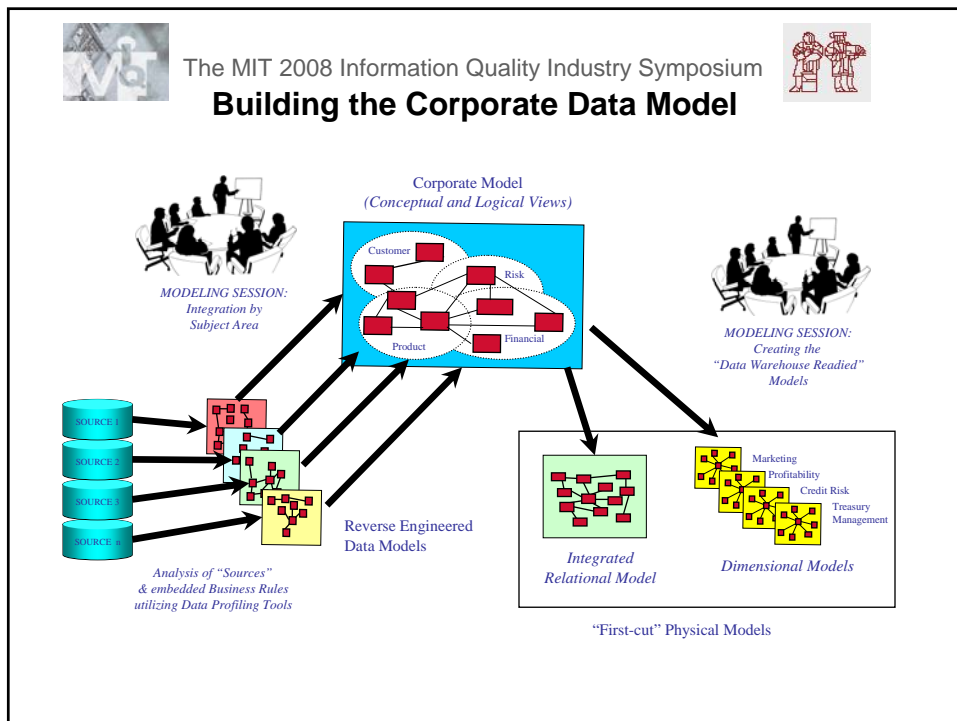 The MIT 2008 Information Quality Industry Symposium
Building the Corporate Data Model
Corporate Model
(Conceptual and Logical Views)
Customer
Risk
Product
Financial
MODELING SESSION:
Integration by
Subject Area
MODELING SESSION:
Creating the
“Data Warehouse Readied”
Models
SOURCE 1
SOURCE 2
SOURCE 3
SOURCE n
Reverse Engineered
Data Models
Analysis of “Sources”
& embedded Business Rules
utilizing Data Profiling Tools
Integrated
Relational Model
Marketing
Profitability
Credit Risk
Treasury
Management
Dimensional Models
“First-cut” Physical Models